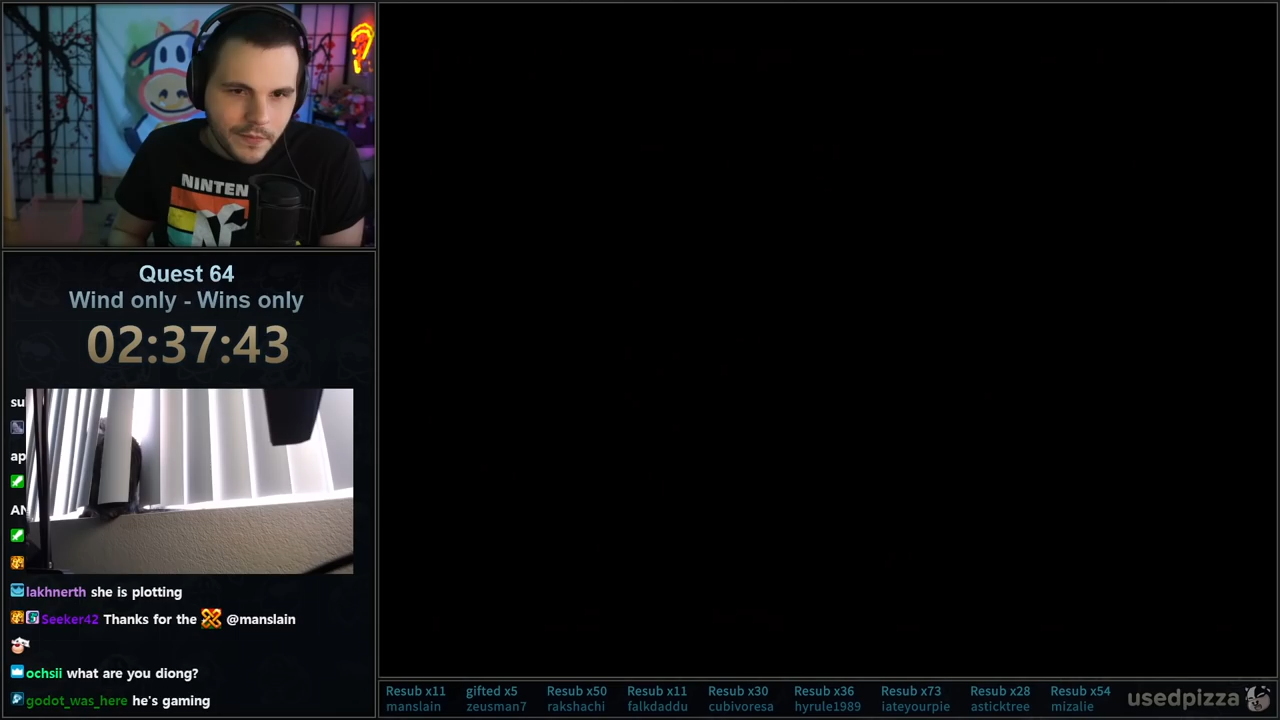 NINTEN
Quest 64
Wind only - Wins only
02:37:43
su
ap
AN
lakhnerth she is plotting
Seeker42 Thanks for the @manslain
ochsii what are you diong?
godot_was_here he's gaming
Resub x11 gifted x5 Resub x50 Resub x11 Resub x30 Resub x36 Resub x73 Resub x28 Resub x54
manslain zeusman7 rakshachi falkdaddu cubivoresa hyrule1989 iateyourpie asticktree mizalie
usedpizza